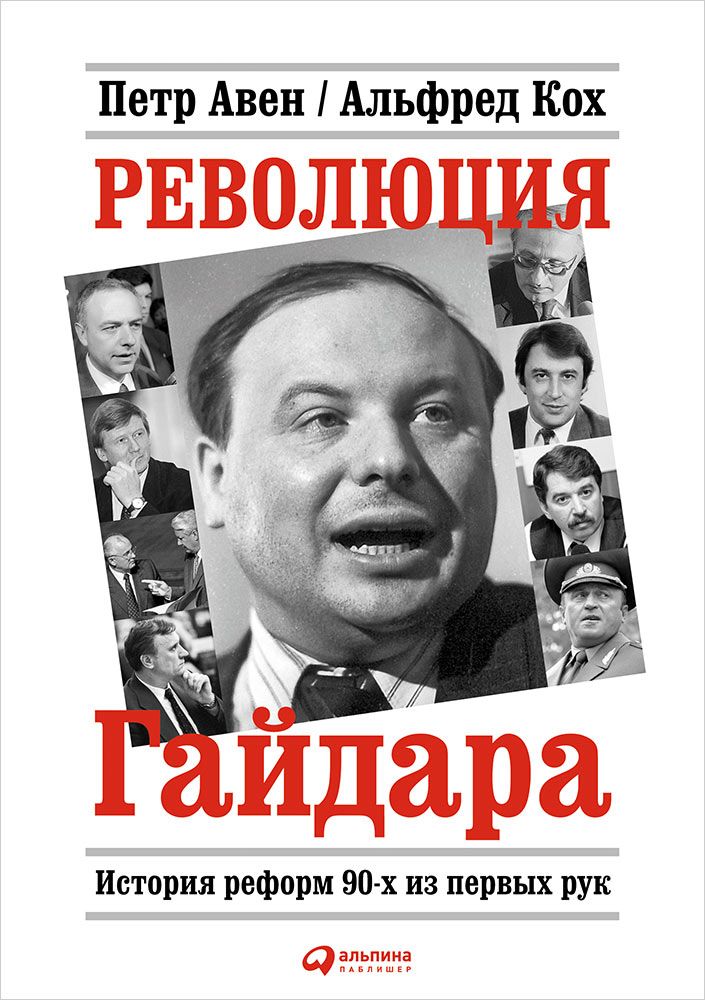 Петр Авен / Альфред Кох
РЕВОЛЮЦИЯ
Гайдара
История реформ 90-х из первых рук
альпина
ПАБЛИШЕР